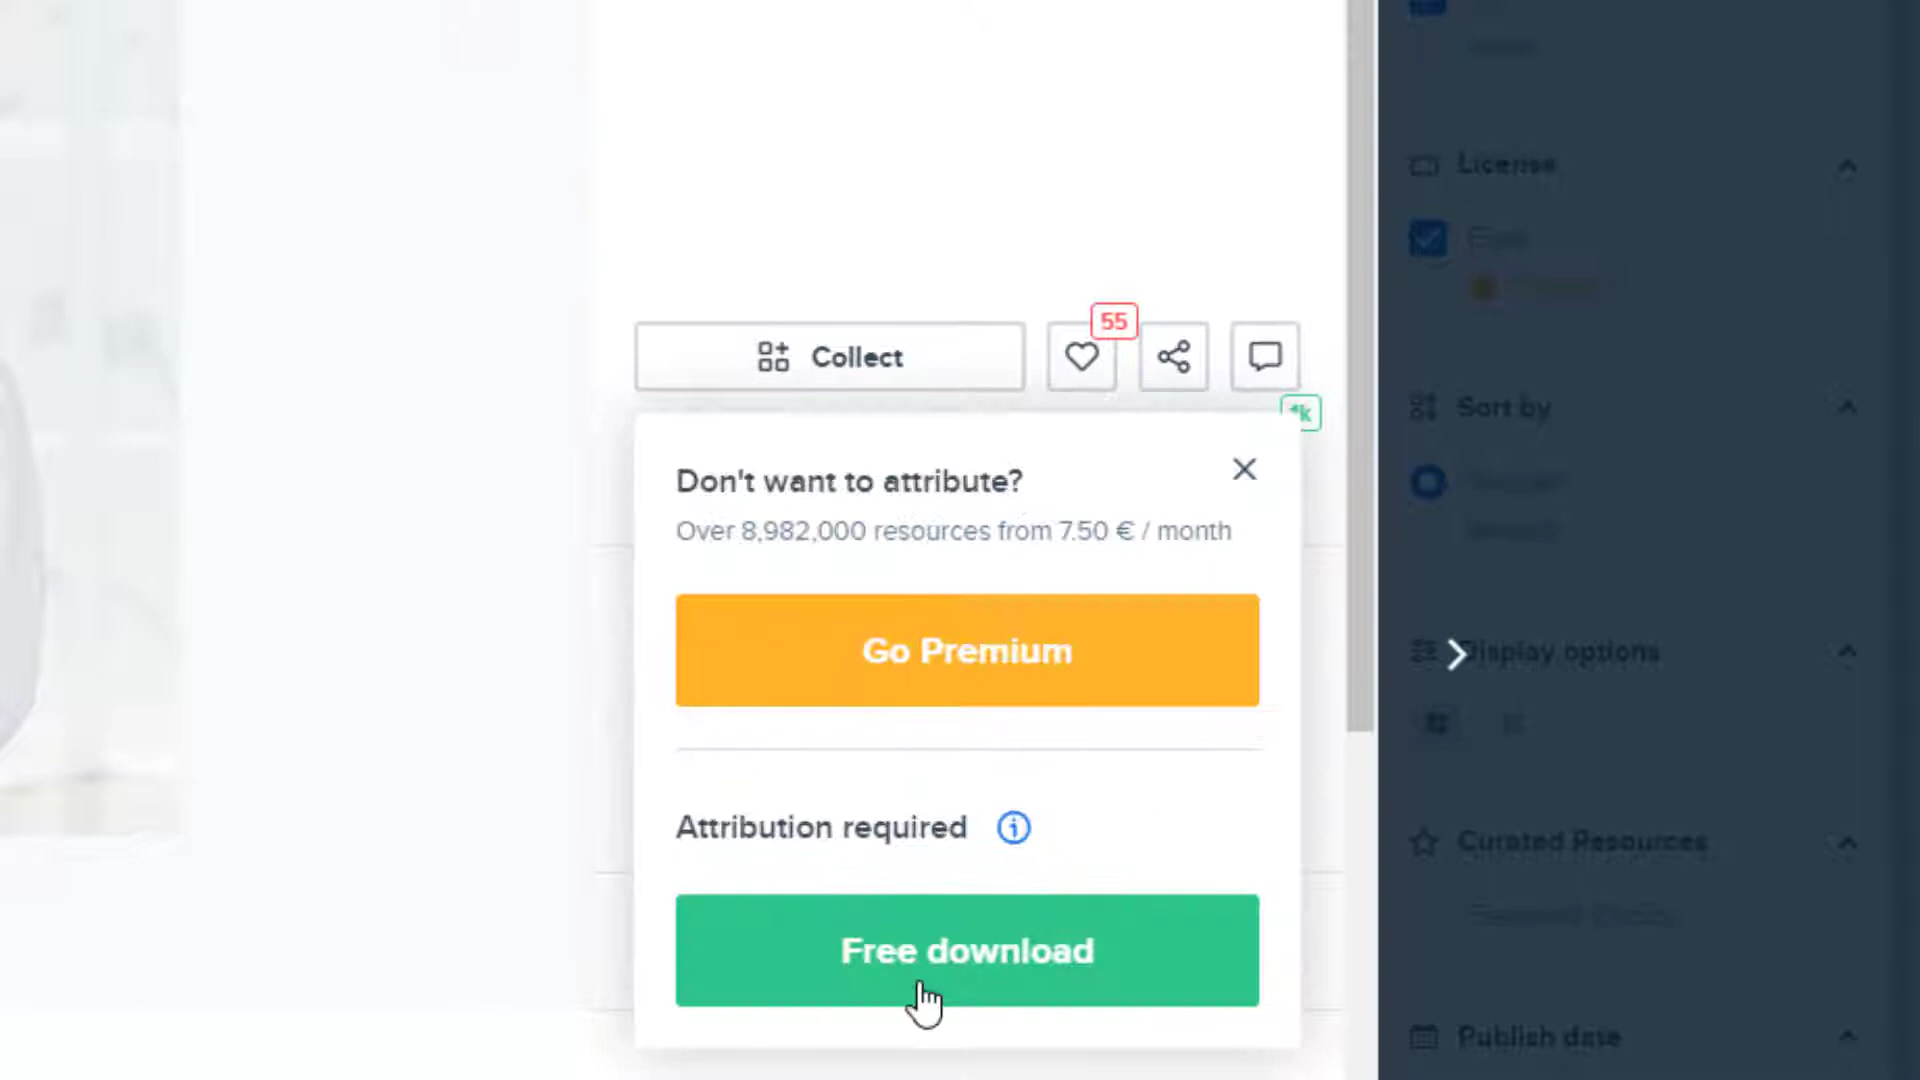 License
55
Collect
Sort by
Don't want to attribute?
Over 8,982,000 resources from 7.50 € / month
Go Premium
Display options
Attribution required
Curated Resources
Free download
Publish date